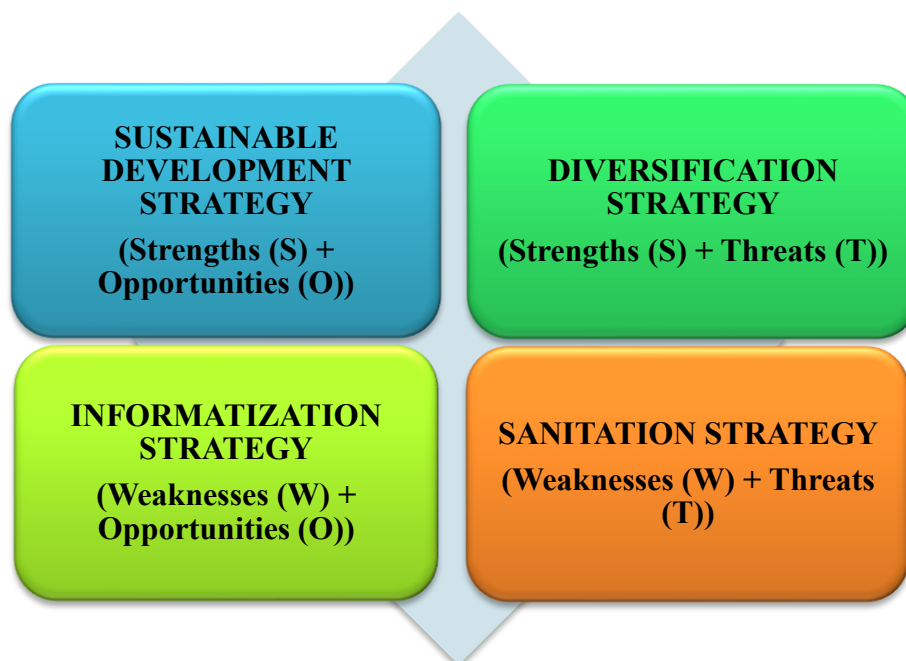 SUSTAINABLE
DEVELOPMENT
STRATEGY
(Strengths (S) +
Opportunities (O))
DIVERSIFICATION
STRATEGY
(Strengths (S) + Threats (T))
INFORMATIZATION
STRATEGY
(Weaknesses (W) +
Opportunities (O))
SANITATION STRATEGY
(Weaknesses (W) + Threats
(T))